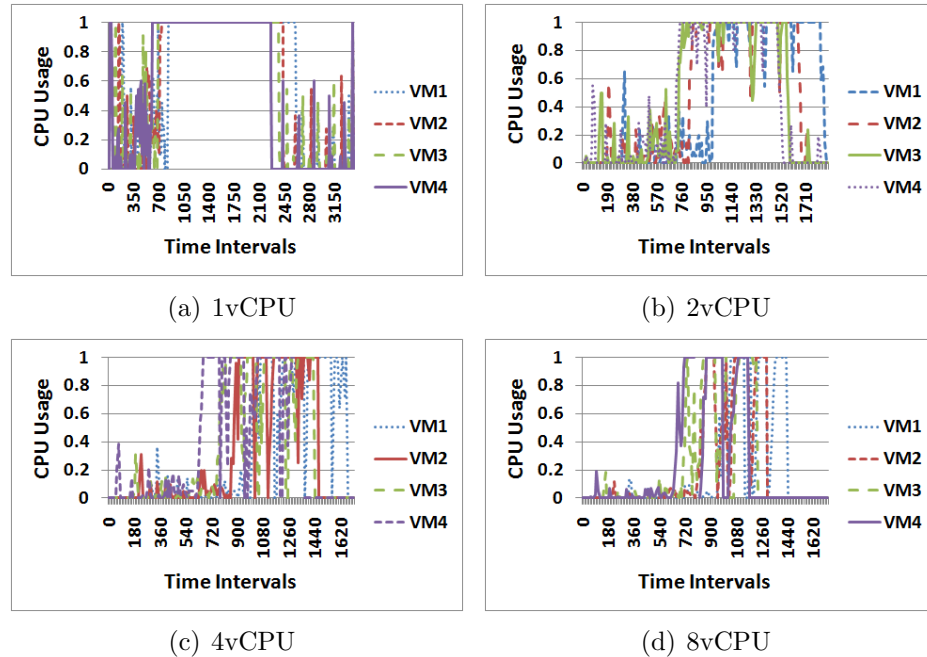 1
0.8
0.6
0.4
0.2
0
CPU Usage
0
350
700
1050
1400
1750
2100
2450
2800
3150
Time Intervals
VM1
VM2
VM3
VM4
(a) 1vCPU
1
0.8
0.6
0.4
0.2
0
CPU Usage
0
190
380
570
760
950
1140
1330
1520
1710
Time Intervals
VM1
VM2
VM3
VM4
(b) 2vCPU
1
0.8
0.6
0.4
0.2
0
CPU Usage
0
180
360
540
720
900
1080
1260
1440
1620
Time Intervals
VM1
VM2
VM3
VM4
(c) 4vCPU
1
0.8
0.6
0.4
0.2
0
CPU Usage
0
180
360
540
720
900
1080
1260
1440
1620
Time Intervals
VM1
VM2
VM3
VM4
(d) 8vCPU